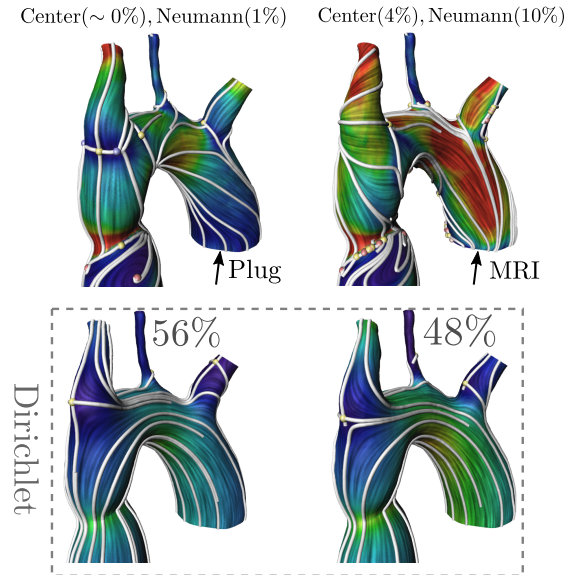 Center(∼ 0%), Neumann(1%)
Center(4%), Neumann(10%)
Plug
MRI
56%
48%
Dirichlet